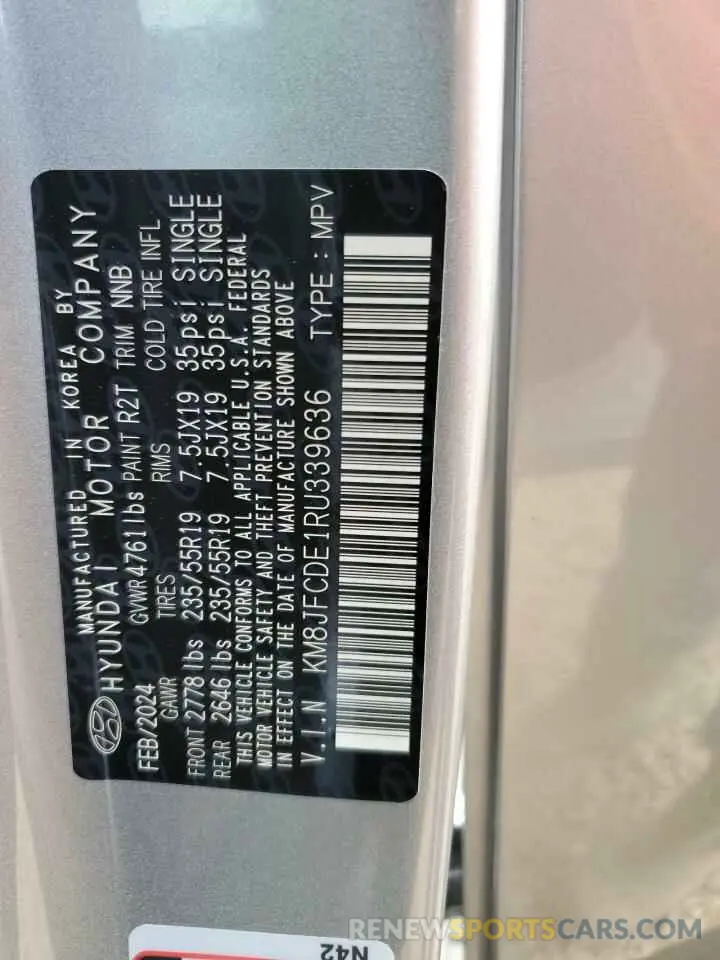 MANUFACTURED IN KOREA BY
HYUNDAI MOTOR COMPANY
FEB/2024 GVWR 4761 lbs PAINT R2T TRIM NNB
GAWR TIRES RIMS COLD TIRE INFL
FRONT 2778 lbs 235/55R19 7.5JX19 35psi SINGLE
REAR 2646 lbs 235/55R19 7.5JX19 35psi SINGLE
THIS VEHICLE CONFORMS TO ALL APPLICABLE U.S.A. FEDERAL
MOTOR VEHICLE SAFETY AND THEFT PREVENTION STANDARDS
IN EFFECT ON THE DATE OF MANUFACTURE SHOWN ABOVE
V.I.N KM8JFCDE1RU339636 TYPE : MPV
N42
RENEWSPORTSCARS.COM